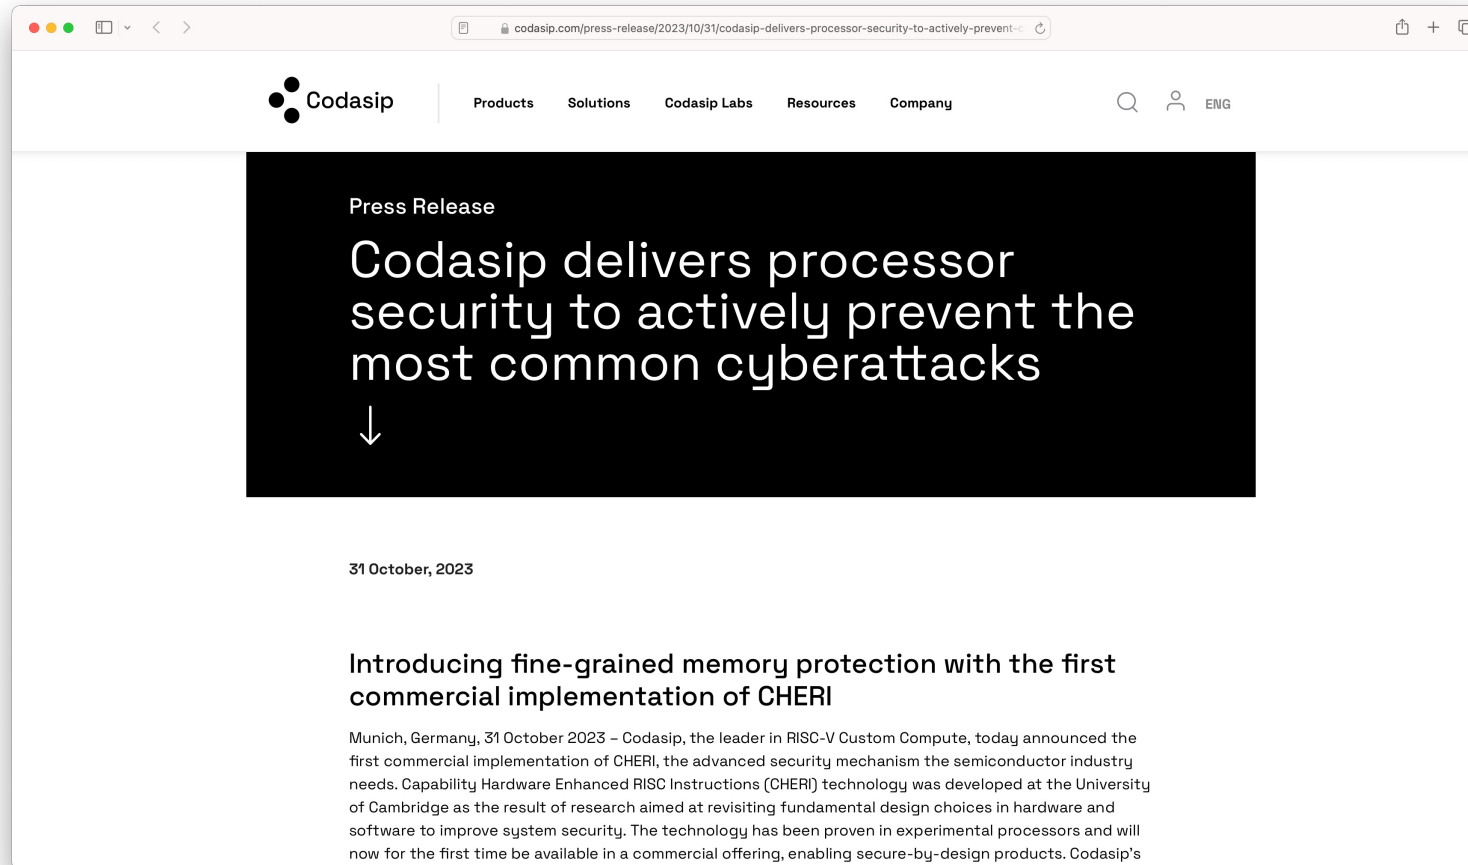 codasip.com/press-release/2023/10/31/codasip-delivers-processor-security-to-actively-prevent-c
Codasip
Products Solutions Codasip Labs Resources Company
ENG
Press Release
Codasip delivers processor
security to actively prevent the
most common cyberattacks
31 October, 2023
Introducing fine-grained memory protection with the first
commercial implementation of CHERI
Munich, Germany, 31 October 2023 – Codasip, the leader in RISC-V Custom Compute, today announced the
first commercial implementation of CHERI, the advanced security mechanism the semiconductor industry
needs. Capability Hardware Enhanced RISC Instructions (CHERI) technology was developed at the University
of Cambridge as the result of research aimed at revisiting fundamental design choices in hardware and
software to improve system security. The technology has been proven in experimental processors and will
now for the first time be available in a commercial offering, enabling secure-by-design products. Codasip's